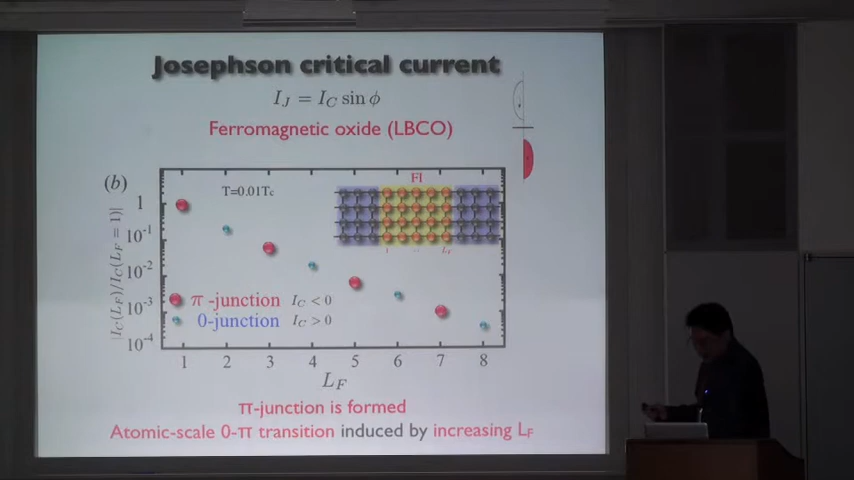 Josephson critical current
I_J = I_C sin ϕ
Ferromagnetic oxide (LBCO)
(b)
T=0.01Tc
FI
1
L_F
|I_C(L_F)/I_C(L_F = 1)|
1
10^-1
10^-2
10^-3
10^-4
π -junction I_C < 0
0-junction I_C > 0
1 2 3 4 5 6 7 8
L_F
π-junction is formed
Atomic-scale 0-π transition induced by increasing L_F